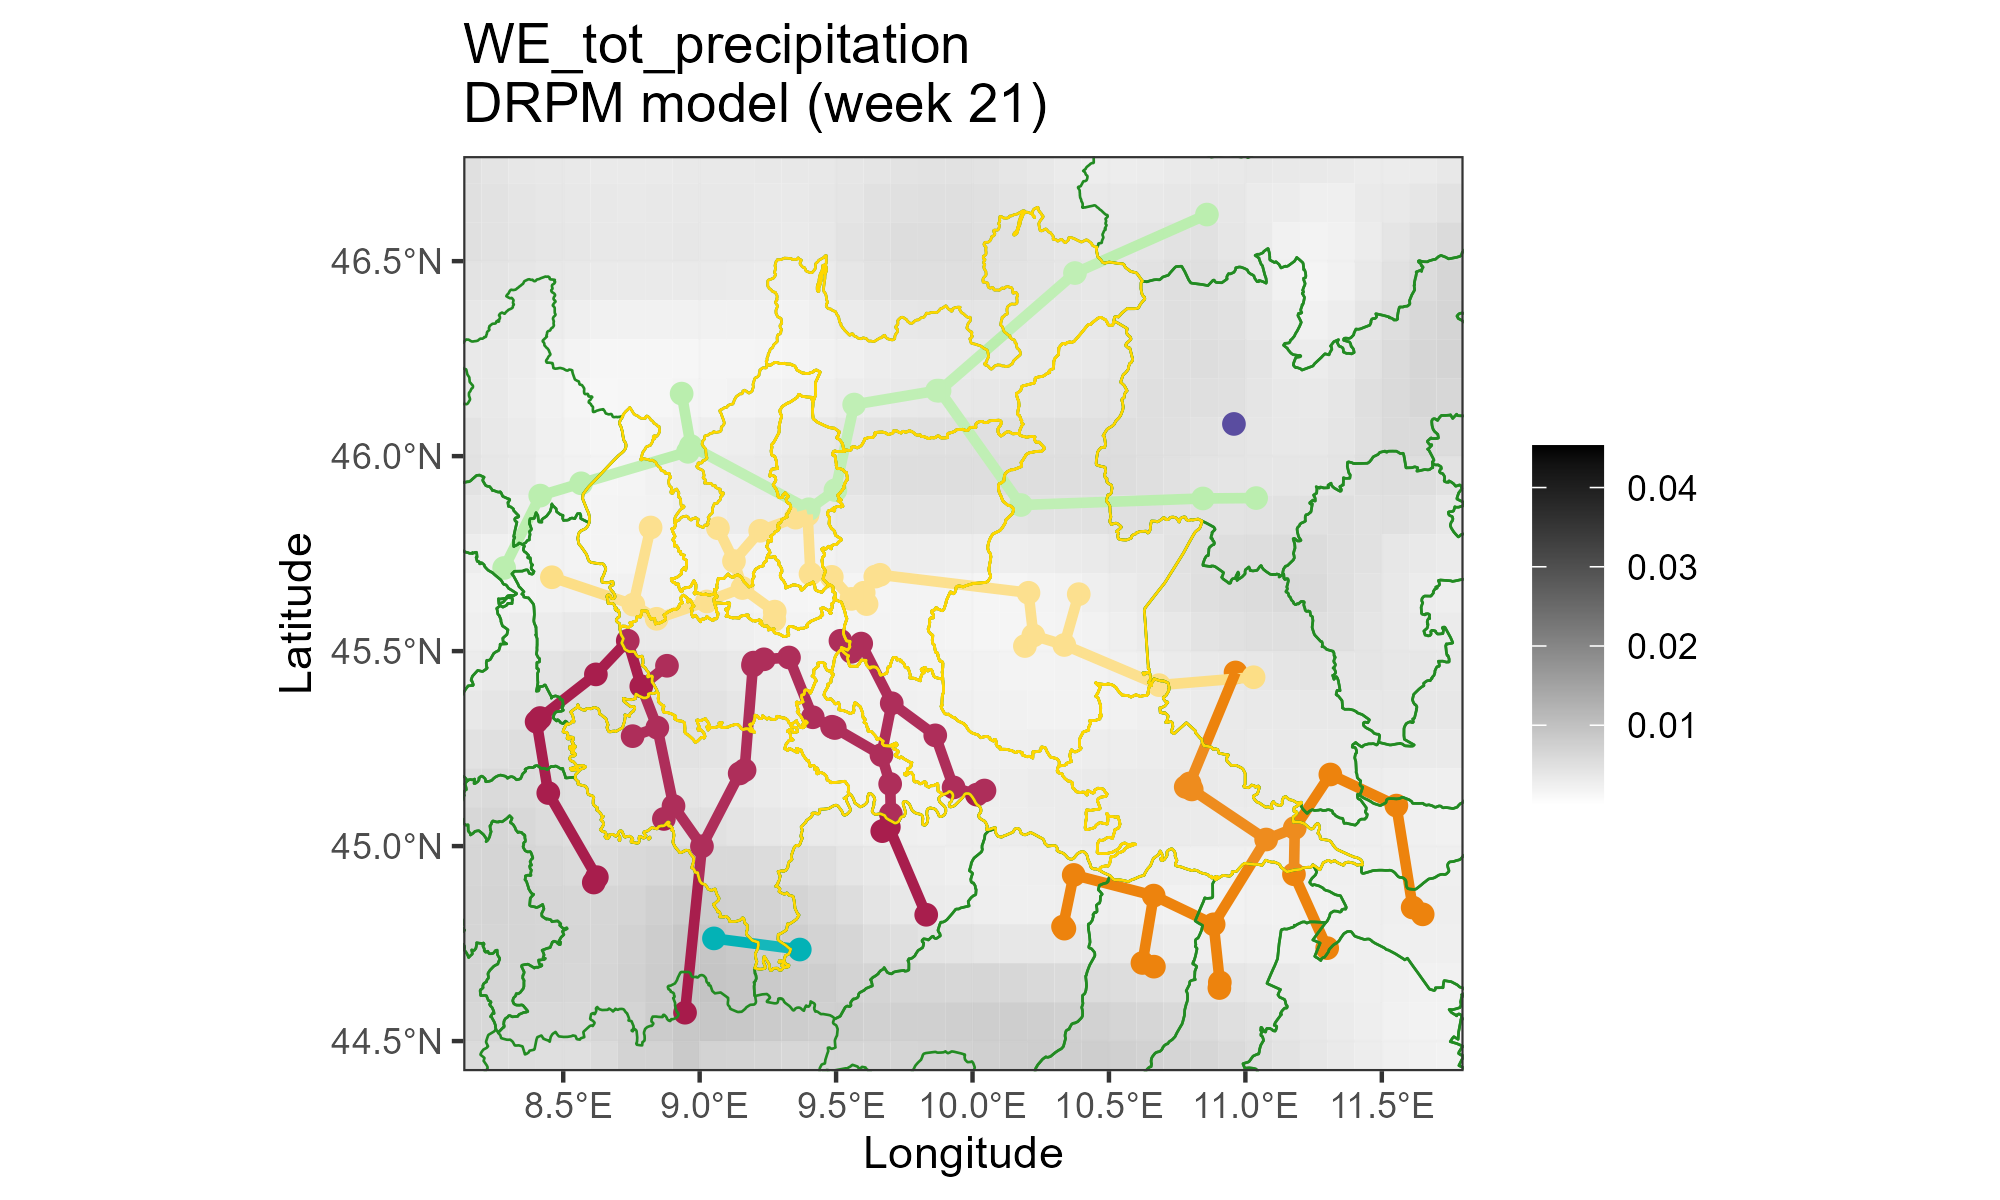 WE_tot_precipitation
DRPM model (week 21)
46.5°N
46.0°N
45.5°N
45.0°N
44.5°N
Latitude
8.5°E 9.0°E 9.5°E 10.0°E 10.5°E 11.0°E 11.5°E
Longitude
0.04
0.03
0.02
0.01